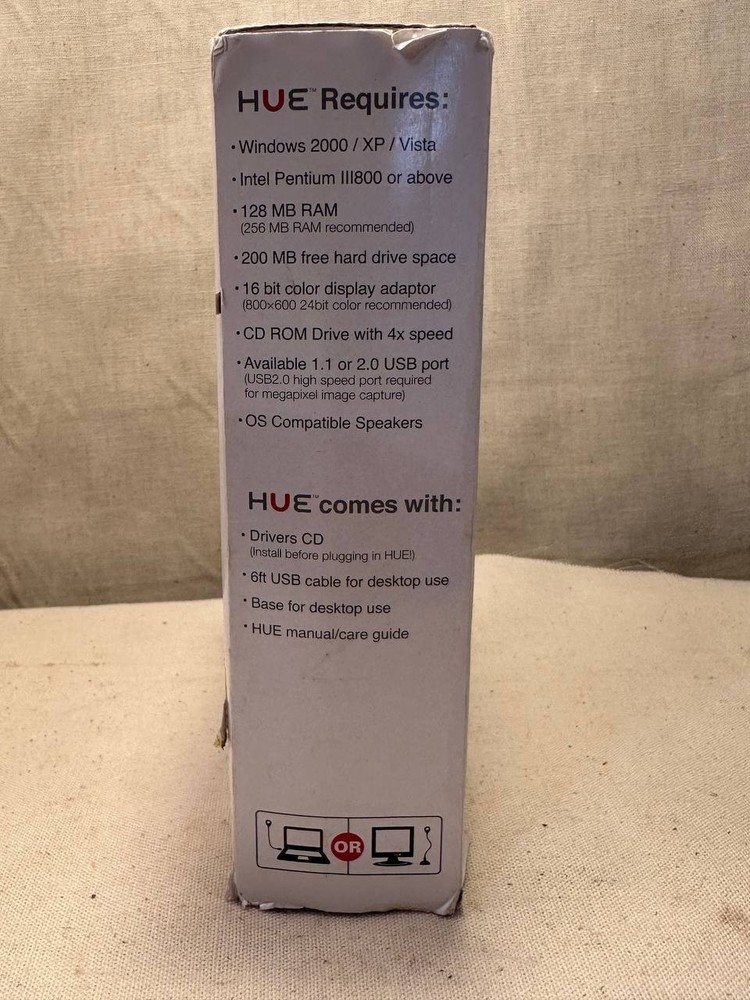 HUE™ Requires:
• Windows 2000 / XP / Vista
• Intel Pentium III800 or above
• 128 MB RAM
(256 MB RAM recommended)
• 200 MB free hard drive space
• 16 bit color display adaptor
(800×600 24bit color recommended)
• CD ROM Drive with 4x speed
• Available 1.1 or 2.0 USB port
(USB2.0 high speed port required
for megapixel image capture)
• OS Compatible Speakers
HUE™ comes with:
• Drivers CD
(Install before plugging in HUE!)
• 6ft USB cable for desktop use
• Base for desktop use
• HUE manual/care guide
OR